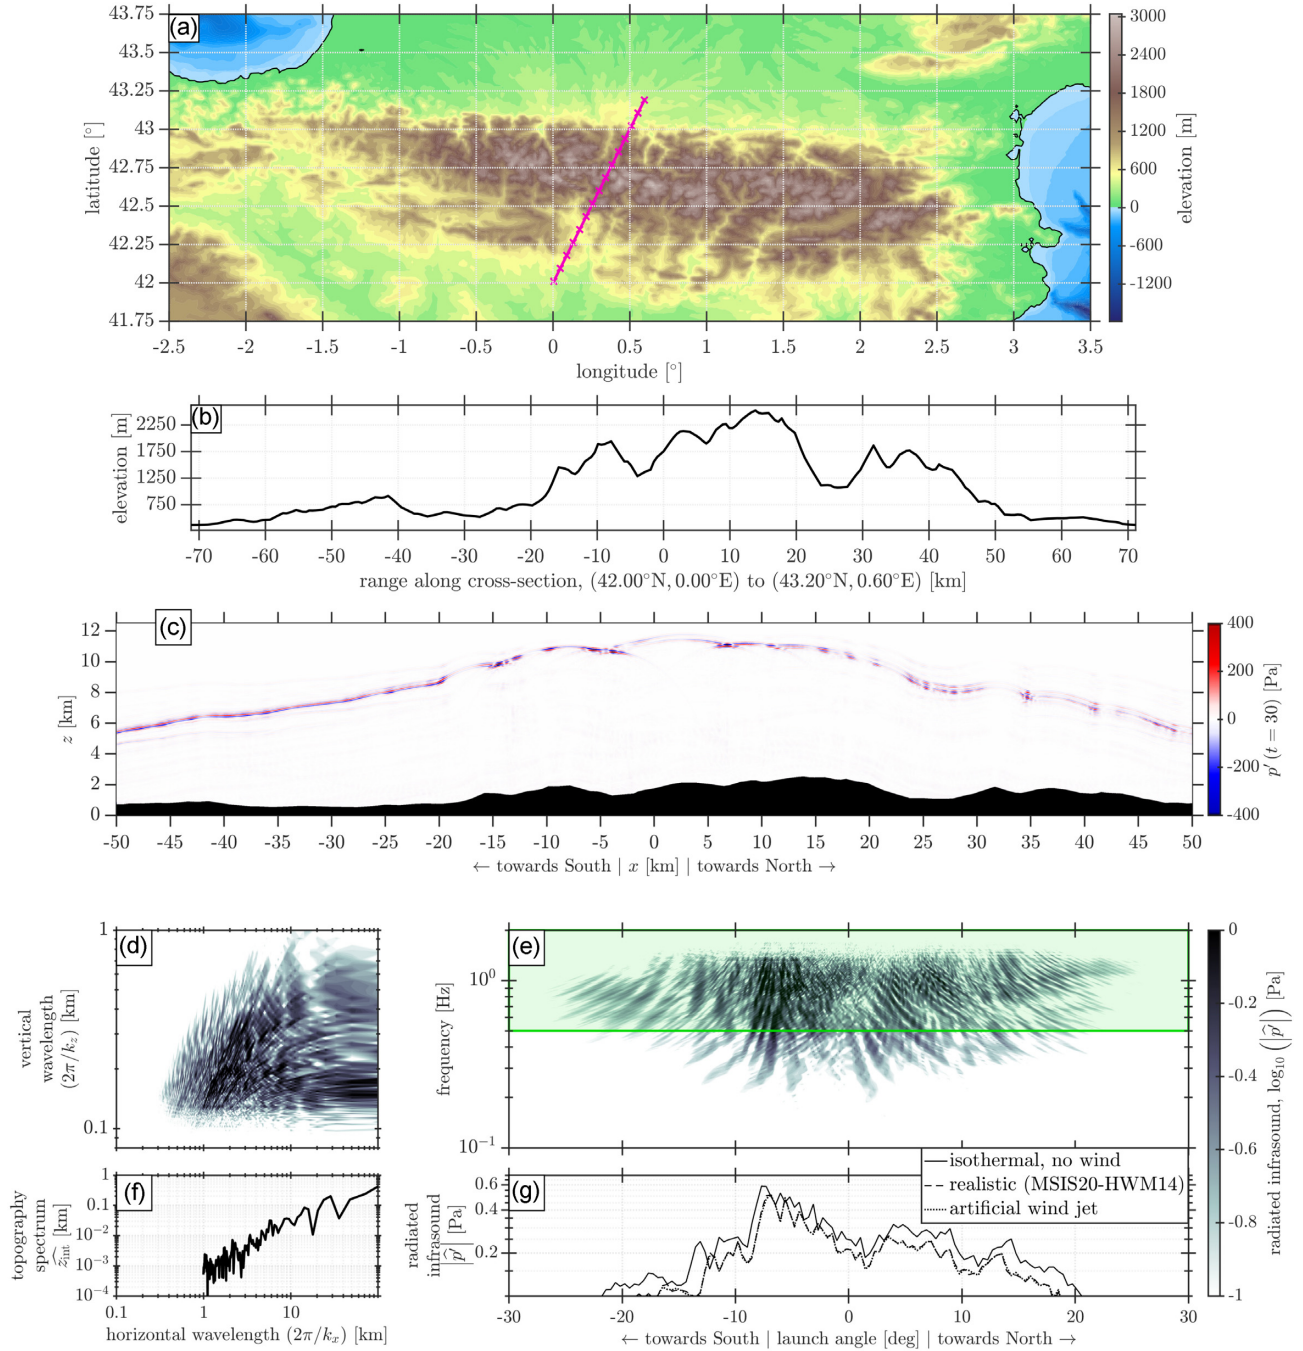 (a)
43.75
43.5
43.25
43
42.75
42.5
42.25
42
41.75
latitude [°]
-2.5 -2 -1.5 -1 -0.5 0 0.5 1 1.5 2 2.5 3 3.5
longitude [°]
3000
2400
1800
1200
600
0
-600
-1200
elevation [m]
(b)
2250
1750
1250
750
elevation [m]
-70 -60 -50 -40 -30 -20 -10 0 10 20 30 40 50 60 70
range along cross-section, (42.00°N, 0.00°E) to (43.20°N, 0.60°E) [km]
(c)
12
10
8
6
4
2
0
z [km]
-50 -45 -40 -35 -30 -25 -20 -15 -10 -5 0 5 10 15 20 25 30 35 40 45 50
← towards South | x [km] | towards North →
400
200
0
-200
-400
p′ (t = 30) [Pa]
(d)
1
0.1
vertical
wavelength
(2π/k_z) [km]
(e)
10⁰
10⁻¹
frequency [Hz]
0
-0.2
-0.4
-0.6
-0.8
-1
radiated infrasound, log₁₀ (|p̂′|) [Pa]
(f)
1
0.1
10⁻²
10⁻³
10⁻⁴
topography
spectrum
ẑ_int [km]
0.1 1 10
horizontal wavelength (2π/k_x) [km]
(g)
isothermal, no wind
realistic (MSIS20-HWM14)
artificial wind jet
0.6
0.4
0.2
radiated
infrasound
|p̂′| [Pa]
-30 -20 -10 0 10 20 30
← towards South | launch angle [deg] | towards North →